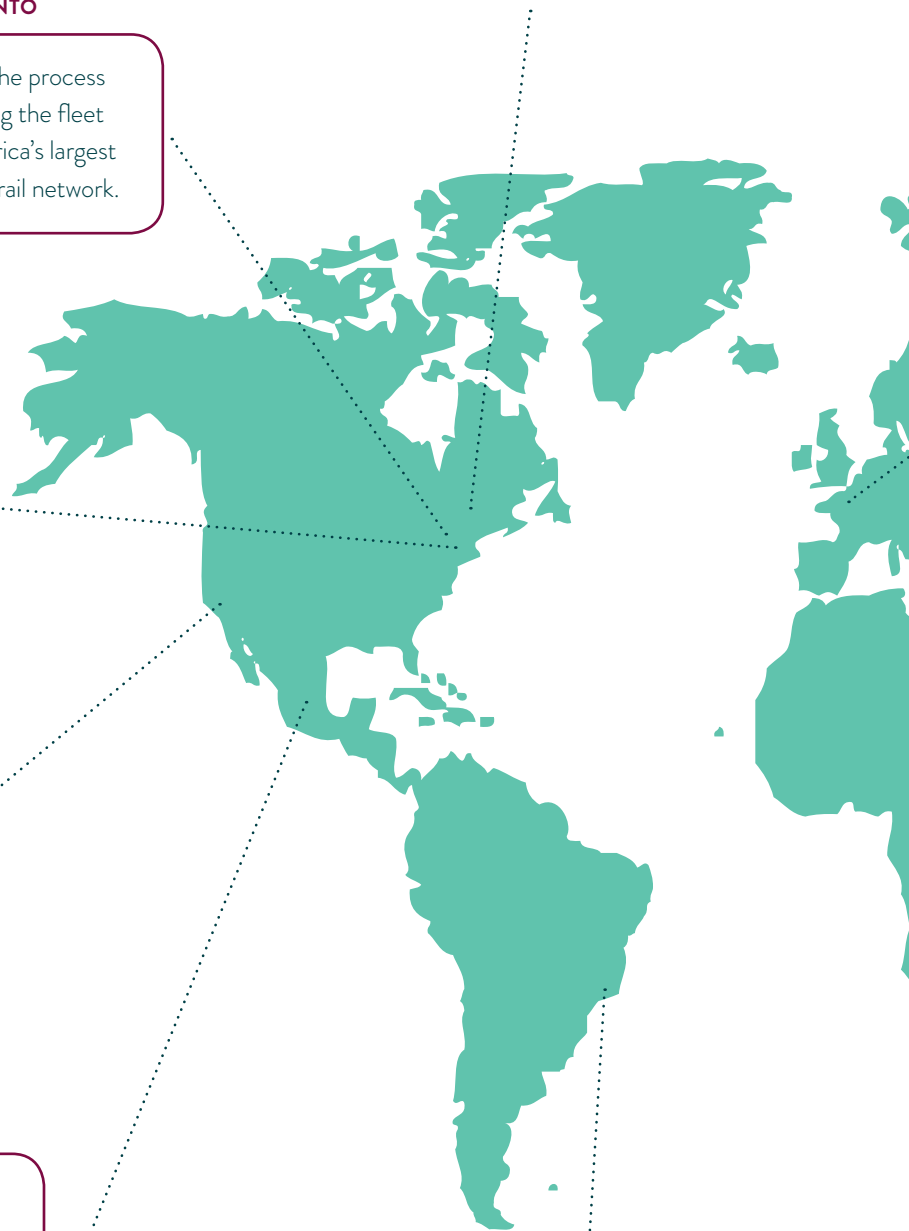 NTO
he process
g the fleet
rica's largest
rail network.